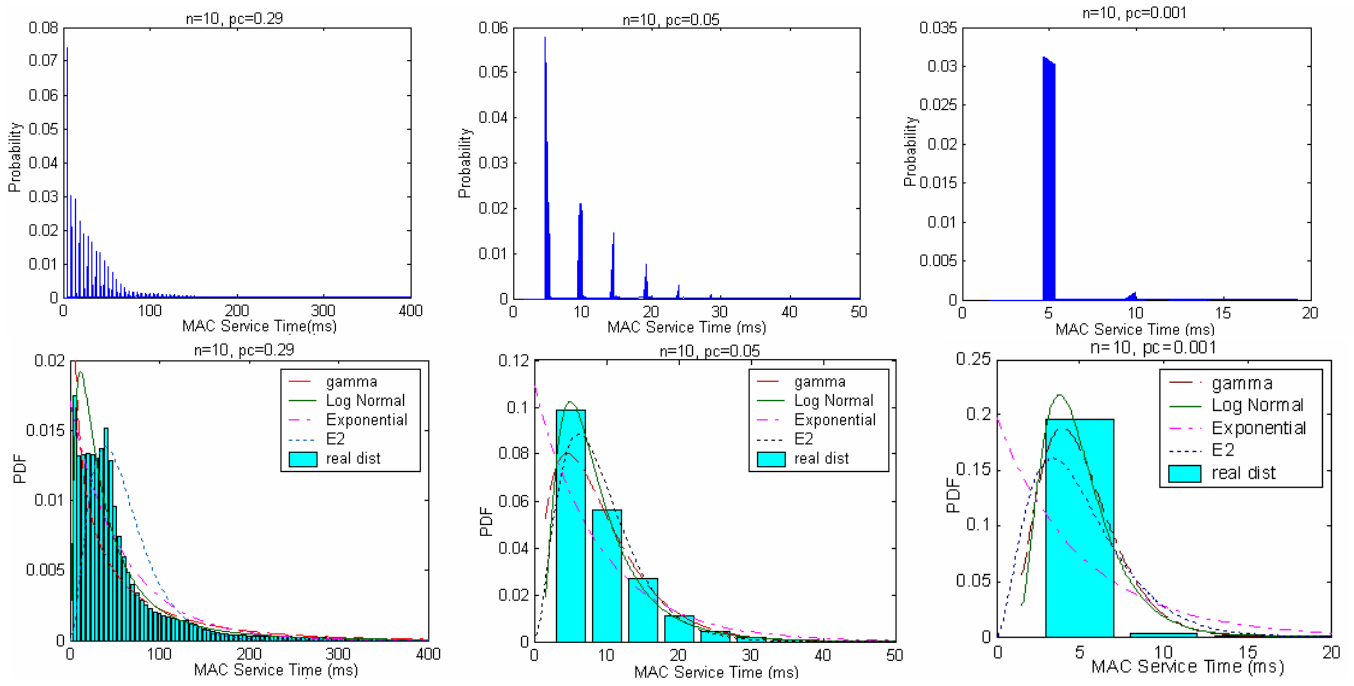 n=10, pc=0.29
0.08
0.07
0.06
0.05
0.04
0.03
0.02
0.01
0
Probability
0
100
200
300
400
MAC Service Time(ms)
n=10, pc=0.05
0.06
0.05
0.04
0.03
0.02
0.01
0
Probability
0
10
20
30
40
50
MAC Service Time (ms)
n=10, pc=0.001
0.035
0.03
0.025
0.02
0.015
0.01
0.005
0
Probability
0
5
10
15
20
MAC Service Time (ms)
n=10, pc=0.29
0.02
0.015
0.01
0.005
0
PDF
gamma
Log Normal
Exponential
E2
real dist
0
100
200
300
400
MAC Service Time (ms)
n=10, pc=0.05
0.12
0.1
0.08
0.06
0.04
0.02
0
PDF
gamma
Log Normal
Exponential
E2
real dist
0
10
20
30
40
50
MAC Service Time (ms)
n=10, pc=0.001
0.25
0.20
0.15
0.10
0.05
0
PDF
gamma
Log Normal
Exponential
E2
real dist
0
5
10
15
20
MAC Service Time (ms)